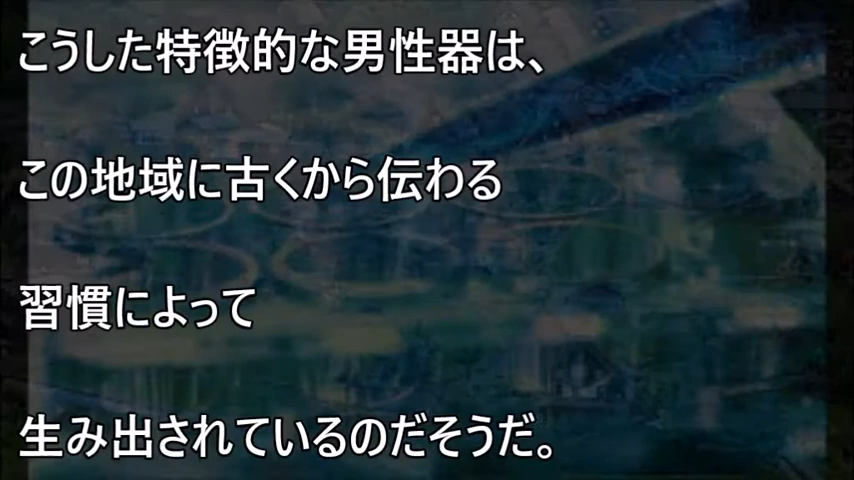 こうした特徴的な男性器は、
この地域に古くから伝わる
習慣によって
生み出されているのだそうだ。